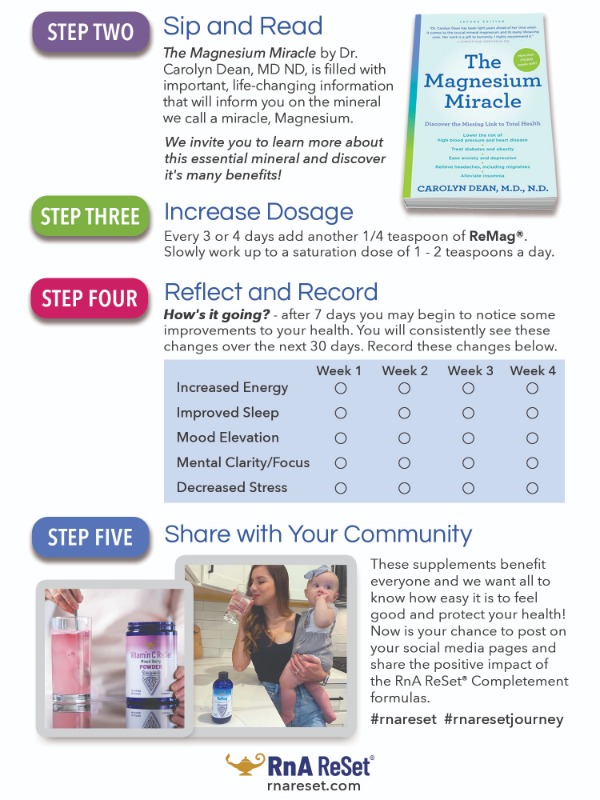 STEP TWO
Sip and Read
The Magnesium Miracle by Dr.
Carolyn Dean, MD ND, is filled with
important, life-changing information
that will inform you on the mineral
we call a miracle, Magnesium.
We invite you to learn more about
this essential mineral and discover
it's many benefits!
The
Magnesium
Miracle
Discover the Missing Link to Total Health
Lower the risk of
high blood pressure and heart disease
Treat diabetes and obesity
Ease anxiety and depression
Relieve headaches, including migraines
Alleviate insomnia
CAROLYN DEAN, M.D., N.D.
STEP THREE
Increase Dosage
Every 3 or 4 days add another 1/4 teaspoon of ReMag®.
Slowly work up to a saturation dose of 1 - 2 teaspoons a day.
STEP FOUR
Reflect and Record
How's it going? - after 7 days you may begin to notice some
improvements to your health. You will consistently see these
changes over the next 30 days. Record these changes below.
Week 1 Week 2 Week 3 Week 4
Increased Energy
Improved Sleep
Mood Elevation
Mental Clarity/Focus
Decreased Stress
STEP FIVE
Share with Your Community
These supplements benefit
everyone and we want all to
know how easy it is to feel
good and protect your health!
Now is your chance to post on
your social media pages and
share the positive impact of
the RnA ReSet® Completement
formulas.
#rnareset #rnaresetjourney
Vitamin C ReSet
POWDER
RnA ReSet®
rnareset.com